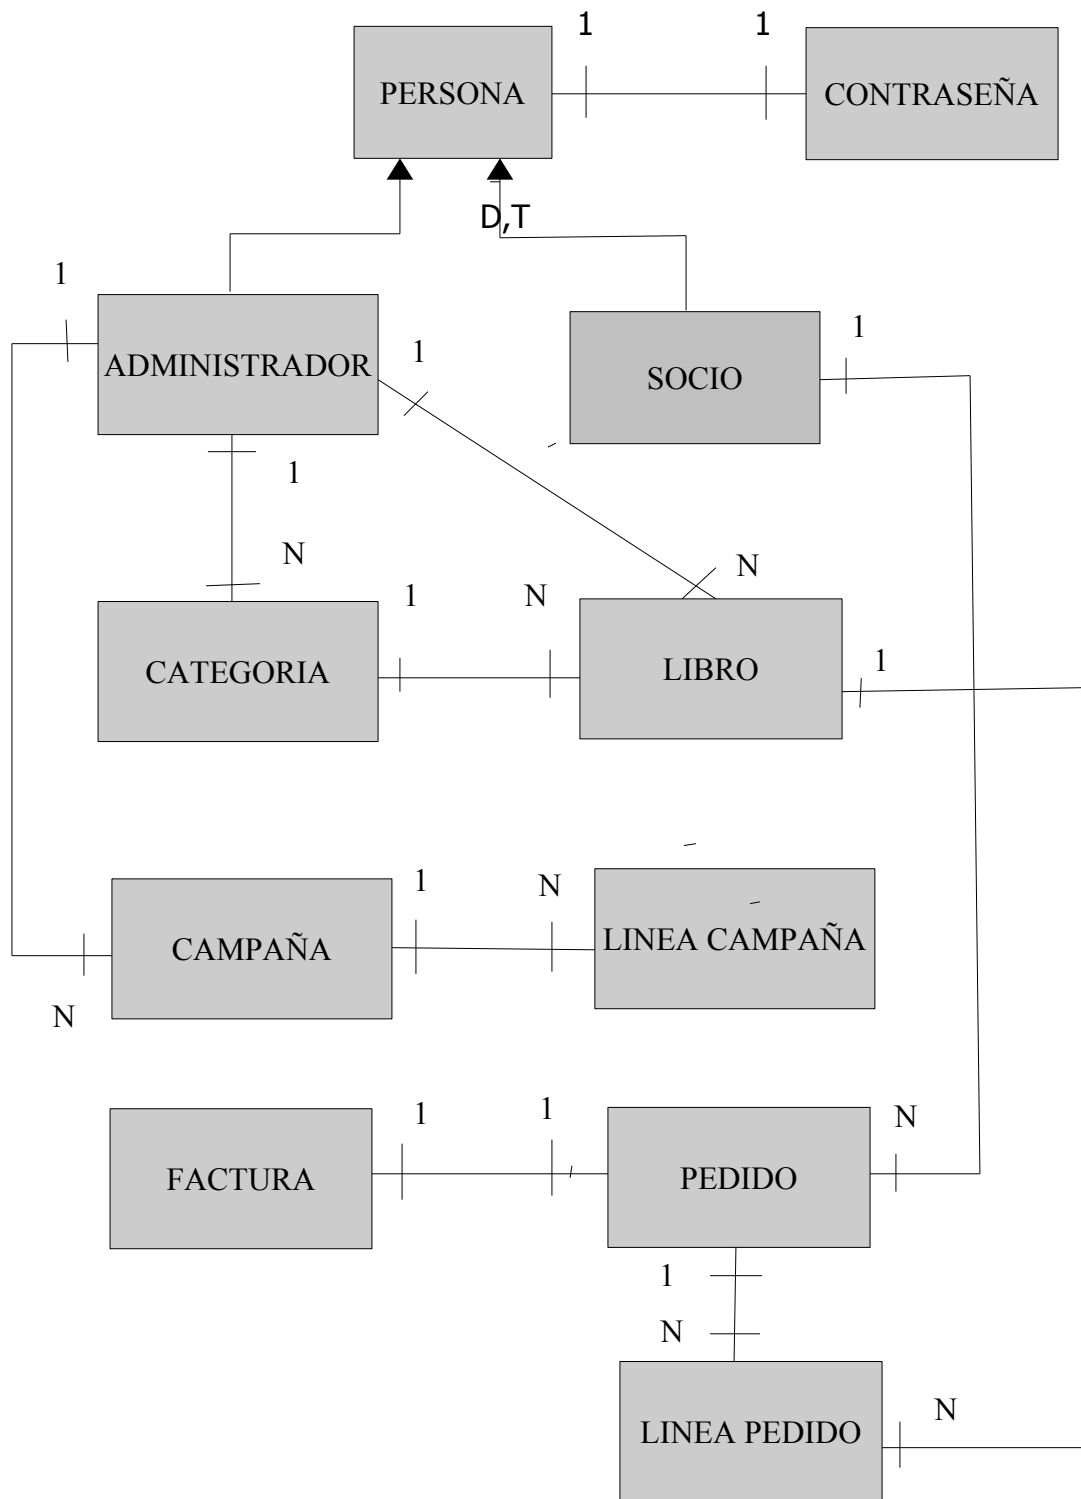 1
1
PERSONA
CONTRASEÑA
D,T
1
ADMINISTRADOR
1
SOCIO
1
1
N
N
1
N
CATEGORIA
LIBRO
1
1
N
CAMPAÑA
LINEA CAMPAÑA
N
1
1
N
FACTURA
PEDIDO
1
N
N
LINEA PEDIDO